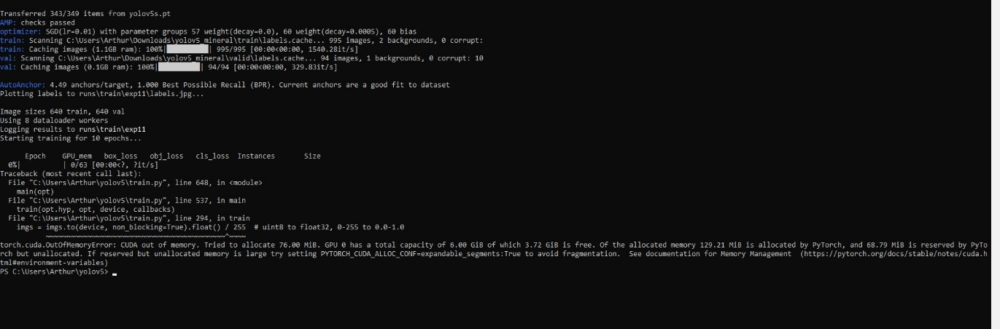 Transferred 343/349 items from yolov5s.pt
AMP: checks passed
optimizer: SGD(lr=0.01) with parameter groups 57 weight(decay=0.0), 60 weight(decay=0.0005), 60 bias
train: Scanning C:\Users\Arthur\Downloads\yolov5_mineral\train\labels.cache... 995 images, 2 backgrounds, 0 corrupt:
train: Caching images (1.1GB ram): 100%|██████████| 995/995 [00:00<00:00, 1540.28it/s]
val: Scanning C:\Users\Arthur\Downloads\yolov5_mineral\valid\labels.cache... 94 images, 1 backgrounds, 0 corrupt: 10
val: Caching images (0.1GB ram): 100%|██████████| 94/94 [00:00<00:00, 329.83it/s]
AutoAnchor: 4.49 anchors/target, 1.000 Best Possible Recall (BPR). Current anchors are a good fit to dataset
Plotting labels to runs\train\exp11\labels.jpg...
Image sizes 640 train, 640 val
Using 8 dataloader workers
Logging results to runs\train\exp11
Starting training for 10 epochs...
Epoch    GPU_mem   box_loss   obj_loss   cls_loss  Instances       Size
0%|          | 0/63 [00:00<?, ?it/s]
Traceback (most recent call last):
File "C:\Users\Arthur\yolov5\train.py", line 648, in <module>
main(opt)
File "C:\Users\Arthur\yolov5\train.py", line 537, in main
train(opt.hyp, opt, device, callbacks)
File "C:\Users\Arthur\yolov5\train.py", line 294, in train
imgs = imgs.to(device, non_blocking=True).float() / 255  # uint8 to float32, 0-255 to 0.0-1.0
~~~~~~~~~~~~~~~~~~~~~~~~~~~~~~~~~~~~~~~~~~^~~~~
torch.cuda.OutOfMemoryError: CUDA out of memory. Tried to allocate 76.00 MiB. GPU 0 has a total capacity of 6.00 GiB of which 3.72 GiB is free. Of the allocated memory 129.21 MiB is allocated by PyTorch, and 68.79 MiB is reserved by PyTo
rch but unallocated. If reserved but unallocated memory is large try setting PYTORCH_CUDA_ALLOC_CONF=expandable_segments:True to avoid fragmentation.  See documentation for Memory Management  (https://pytorch.org/docs/stable/notes/cuda.h
tml#environment-variables)
PS C:\Users\Arthur\yolov5>